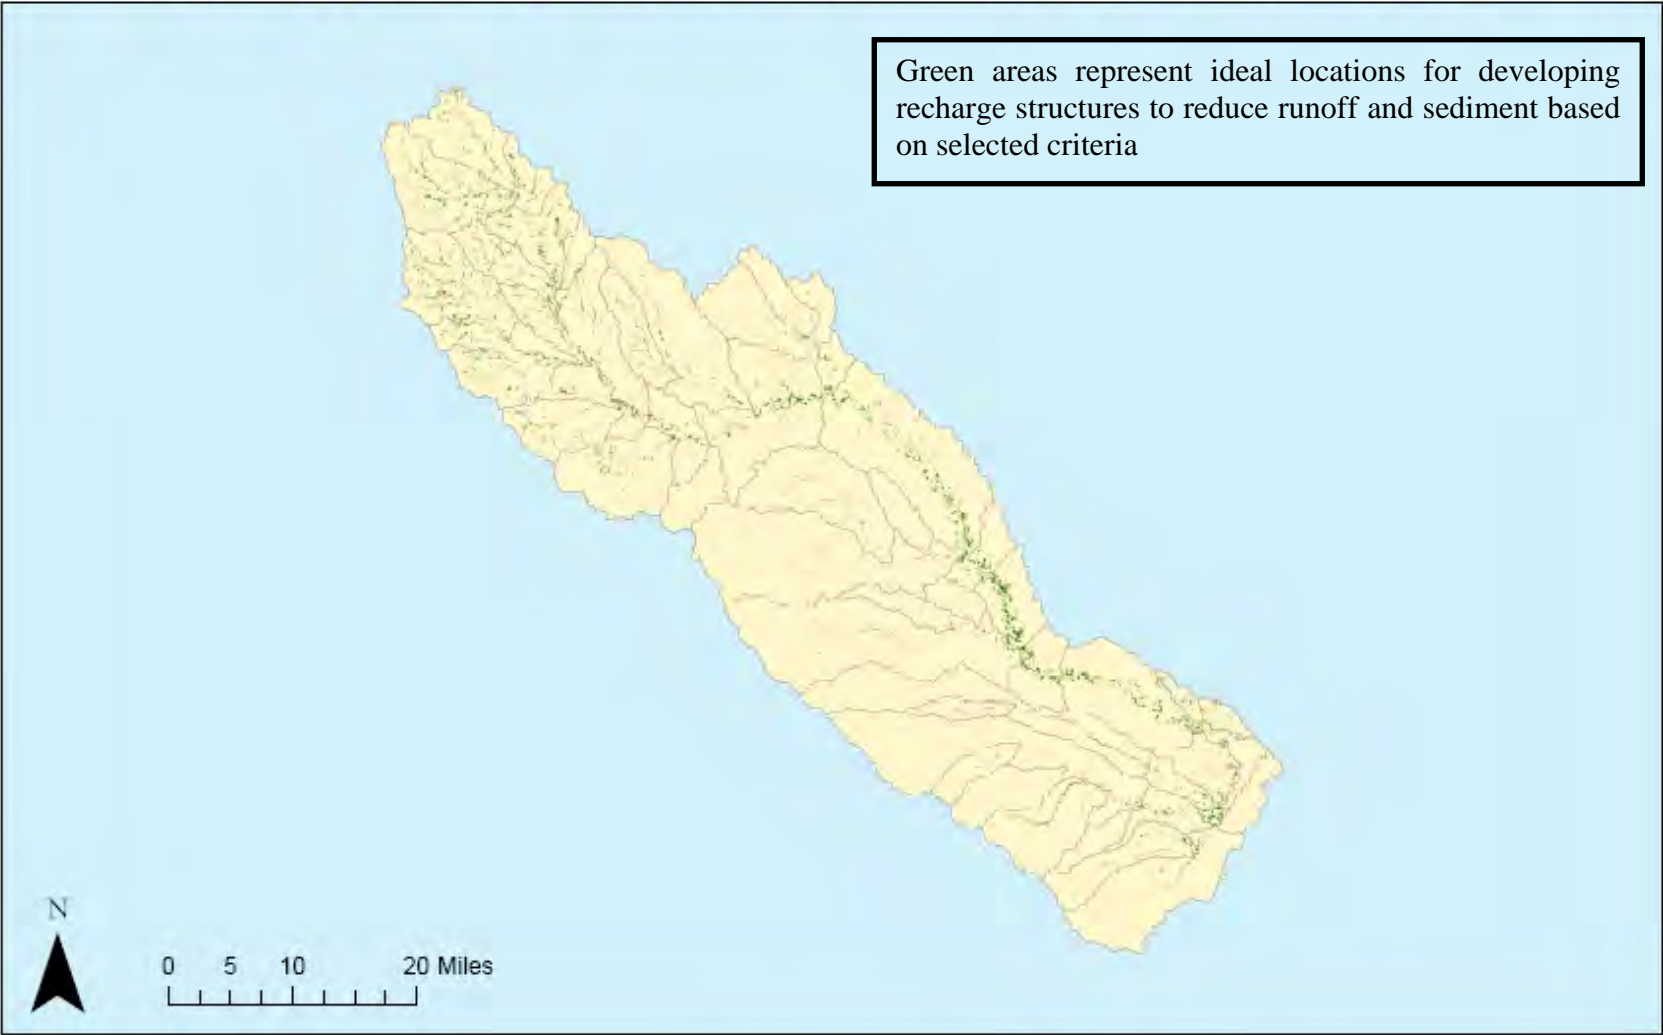 Green areas represent ideal locations for developing
recharge structures to reduce runoff and sediment based
on selected criteria
N
0 5 10 20 Miles